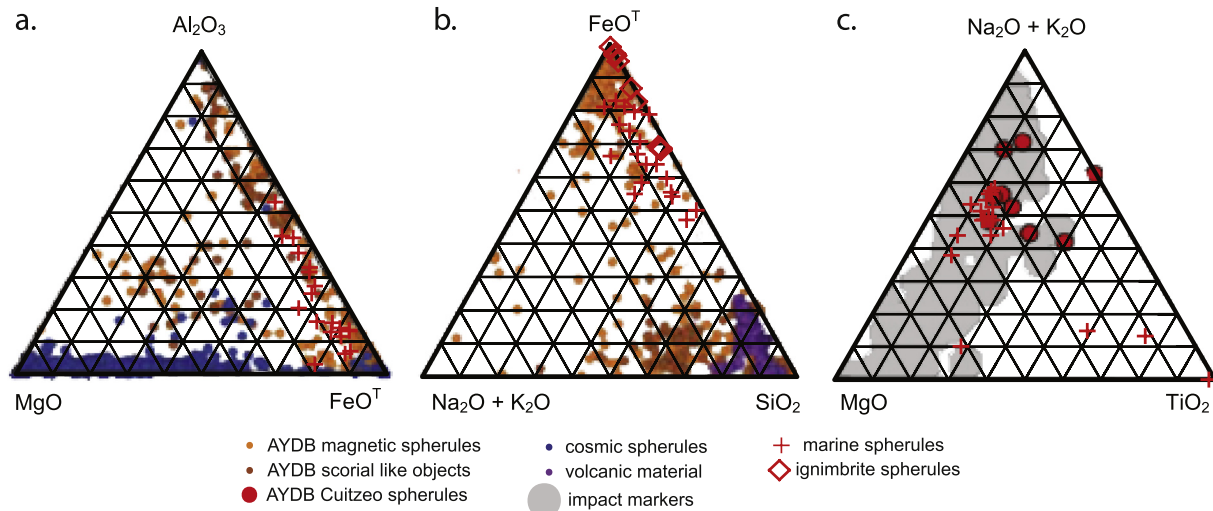 a.
Al₂O₃
MgO
FeOᵀ
b.
FeOᵀ
Na₂O + K₂O
SiO₂
c.
Na₂O + K₂O
MgO
TiO₂
AYDB magnetic spherules
AYDB scorial like objects
AYDB Cuitzeo spherules
cosmic spherules
volcanic material
impact markers
marine spherules
ignimbrite spherules